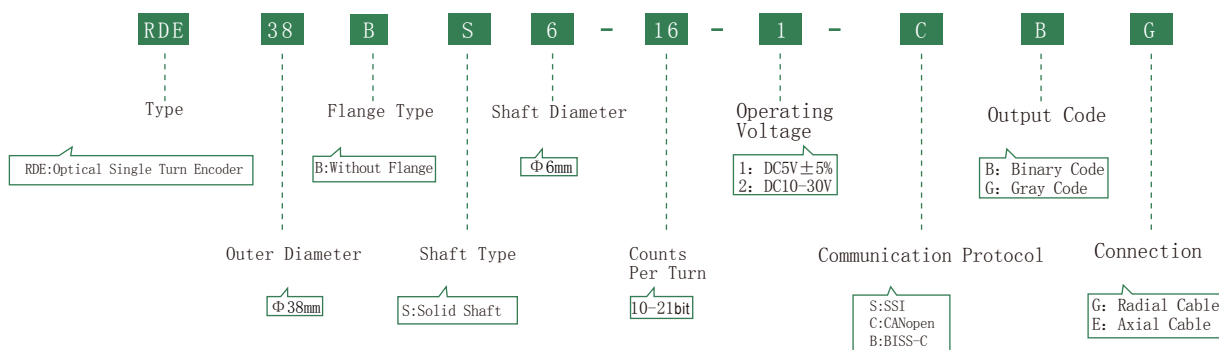 RDE 38 B S 6 - 16 - 1 - C B G
Type
Flange Type
Shaft Diameter
Operating
Voltage
Output Code
RDE:Optical Single Turn Encoder
B:Without Flange
Φ6mm
1: DC5V±5%
2: DC10-30V
B: Binary Code
G: Gray Code
Outer Diameter
Shaft Type
Counts
Per Turn
Communication Protocol
Connection
Φ38mm
S:Solid Shaft
10-21bit
S:SSI
C:CANopen
B:BISS-C
G: Radial Cable
E: Axial Cable